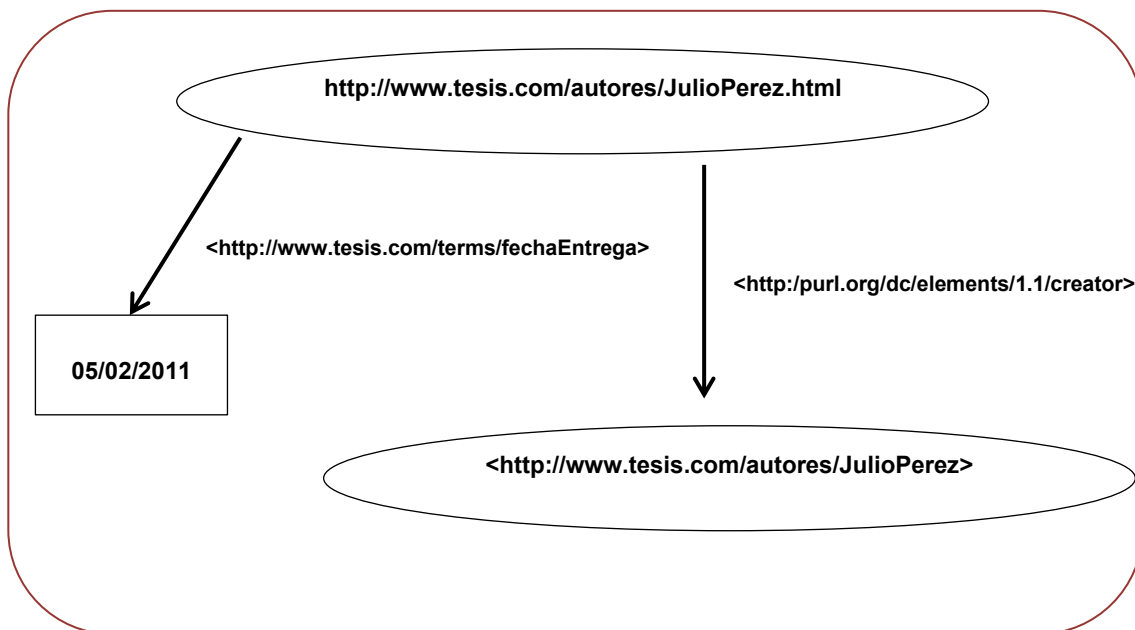 http://www.tesis.com/autores/JulioPerez.html
<http://www.tesis.com/terms/fechaEntrega>
<http:/purl.org/dc/elements/1.1/creator>
05/02/2011
<http://www.tesis.com/autores/JulioPerez>